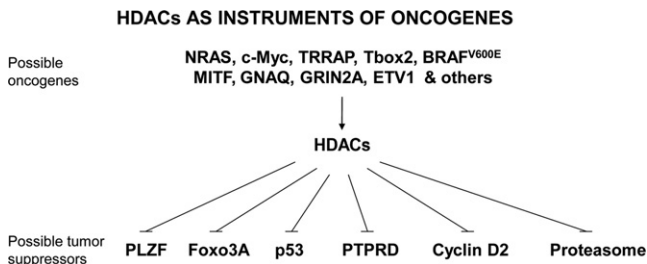 HDACs AS INSTRUMENTS OF ONCOGENES
Possible
oncogenes
NRAS, c-Myc, TRRAP, Tbox2, BRAFV600E
MITF, GNAQ, GRIN2A, ETV1 & others
HDACs
Possible tumor
suppressors
PLZF Foxo3A p53 PTPRD Cyclin D2 Proteasome